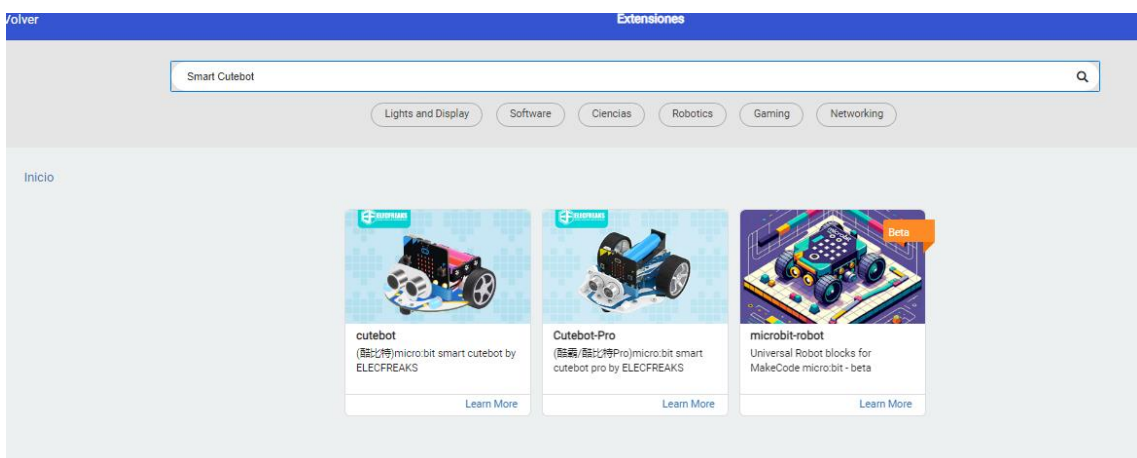 Volver
Extensiones
Smart Cutebot
Lights and Display
Software
Ciencias
Robotics
Gaming
Networking
Inicio
ELECFREAKS
ELECFREAKS
microbit
Beta
cutebot
(酷比特)micro:bit smart cutebot by
ELECFREAKS
Learn More
Cutebot-Pro
(酷霸/酷比特Pro)micro:bit smart
cutebot pro by ELECFREAKS
Learn More
microbit-robot
Universal Robot blocks for
MakeCode micro:bit - beta
Learn More